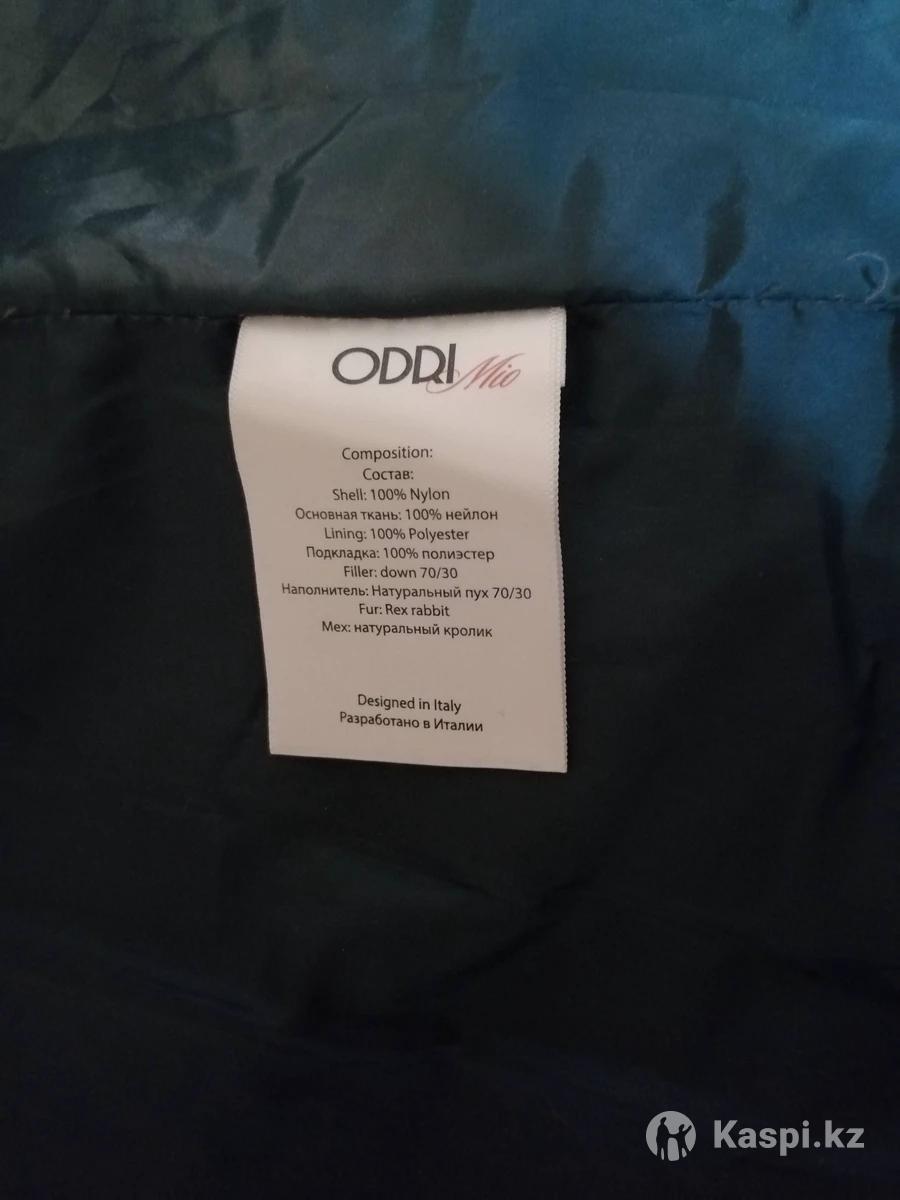 ODRI Mio
Composition:
Состав:
Shell: 100% Nylon
Основная ткань: 100% нейлон
Lining: 100% Polyester
Подкладка: 100% полиэстер
Filler: down 70/30
Наполнитель: Натуральный пух 70/30
Fur: Rex rabbit
Мех: натуральный кролик
Designed in Italy
Разработано в Италии
Kaspi.kz